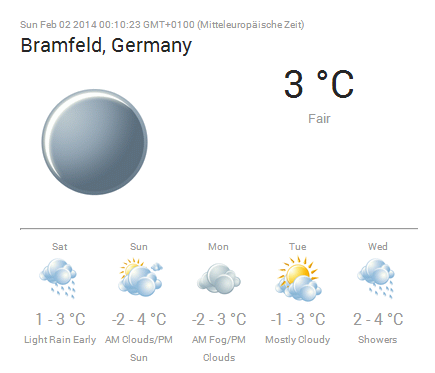 Sun Feb 02 2014 00:10:23 GMT+0100 (Mitteleuropäische Zeit)
Bramfeld, Germany
3 °C
Fair
Sat Sun Mon Tue Wed
1 - 3 °C -2 - 4 °C -2 - 3 °C -1 - 3 °C 2 - 4 °C
Light Rain Early AM Clouds/PM AM Fog/PM Mostly Cloudy Showers
Sun Clouds